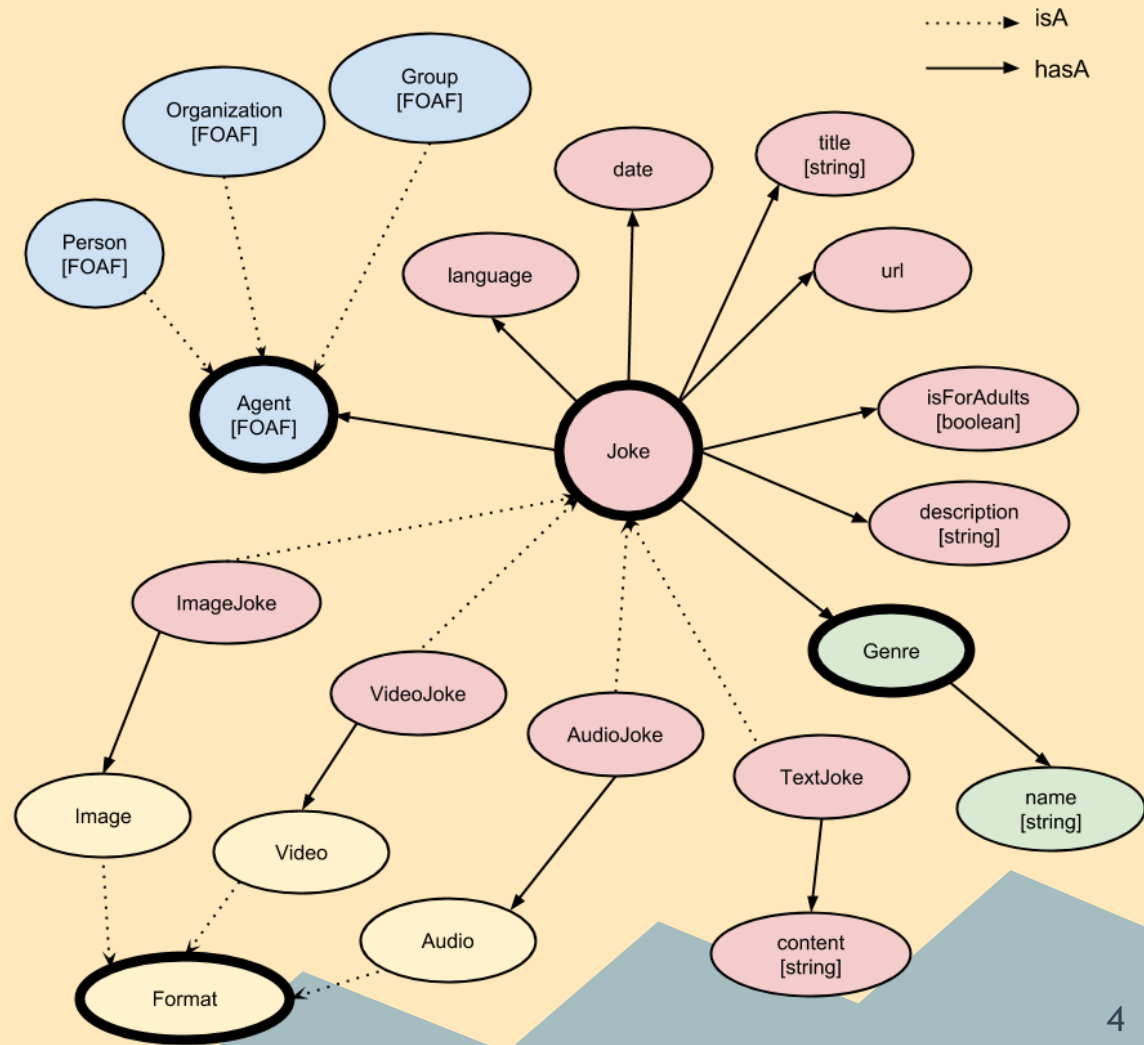 isA
hasA
Group
[FOAF]
Organization
[FOAF]
Person
[FOAF]
Agent
[FOAF]
date
title
[string]
language
url
isForAdults
[boolean]
Joke
description
[string]
Genre
name
[string]
ImageJoke
VideoJoke
AudioJoke
TextJoke
Image
Video
Audio
content
[string]
Format
4